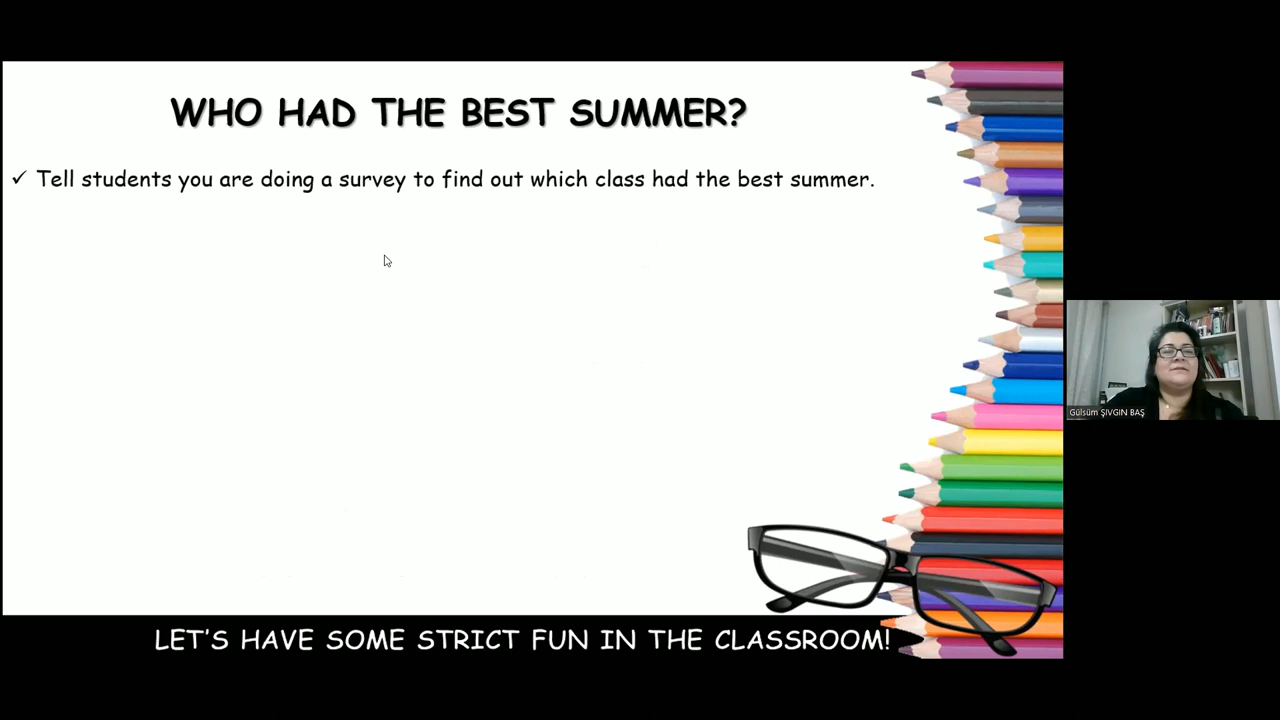 WHO HAD THE BEST SUMMER?
✓ Tell students you are doing a survey to find out which class had the best summer.
Gülsüm ŞIVGIN BAŞ
LET'S HAVE SOME STRICT FUN IN THE CLASSROOM!